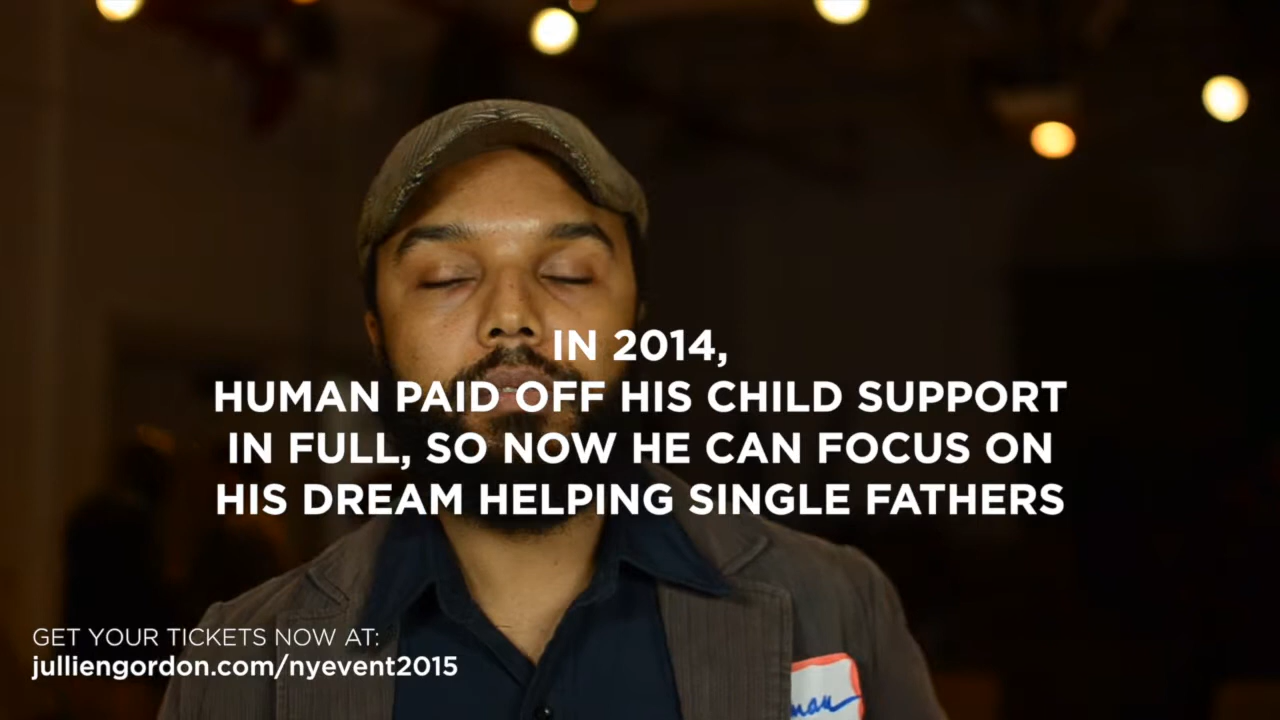 IN 2014,
HUMAN PAID OFF HIS CHILD SUPPORT
IN FULL, SO NOW HE CAN FOCUS ON
HIS DREAM HELPING SINGLE FATHERS
GET YOUR TICKETS NOW AT:
julliengordon.com/nyevent2015